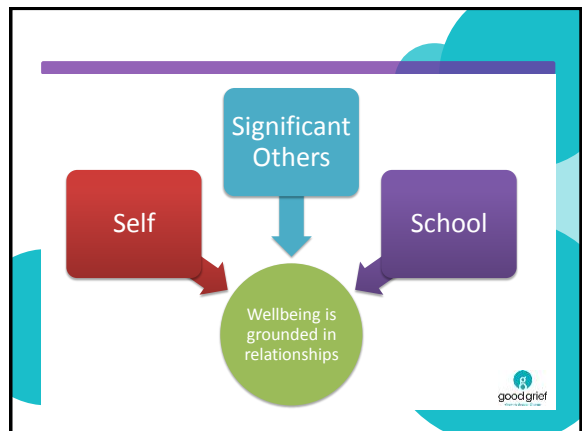 Significant
Others
Self
School
Wellbeing is
grounded in
relationships
good grief